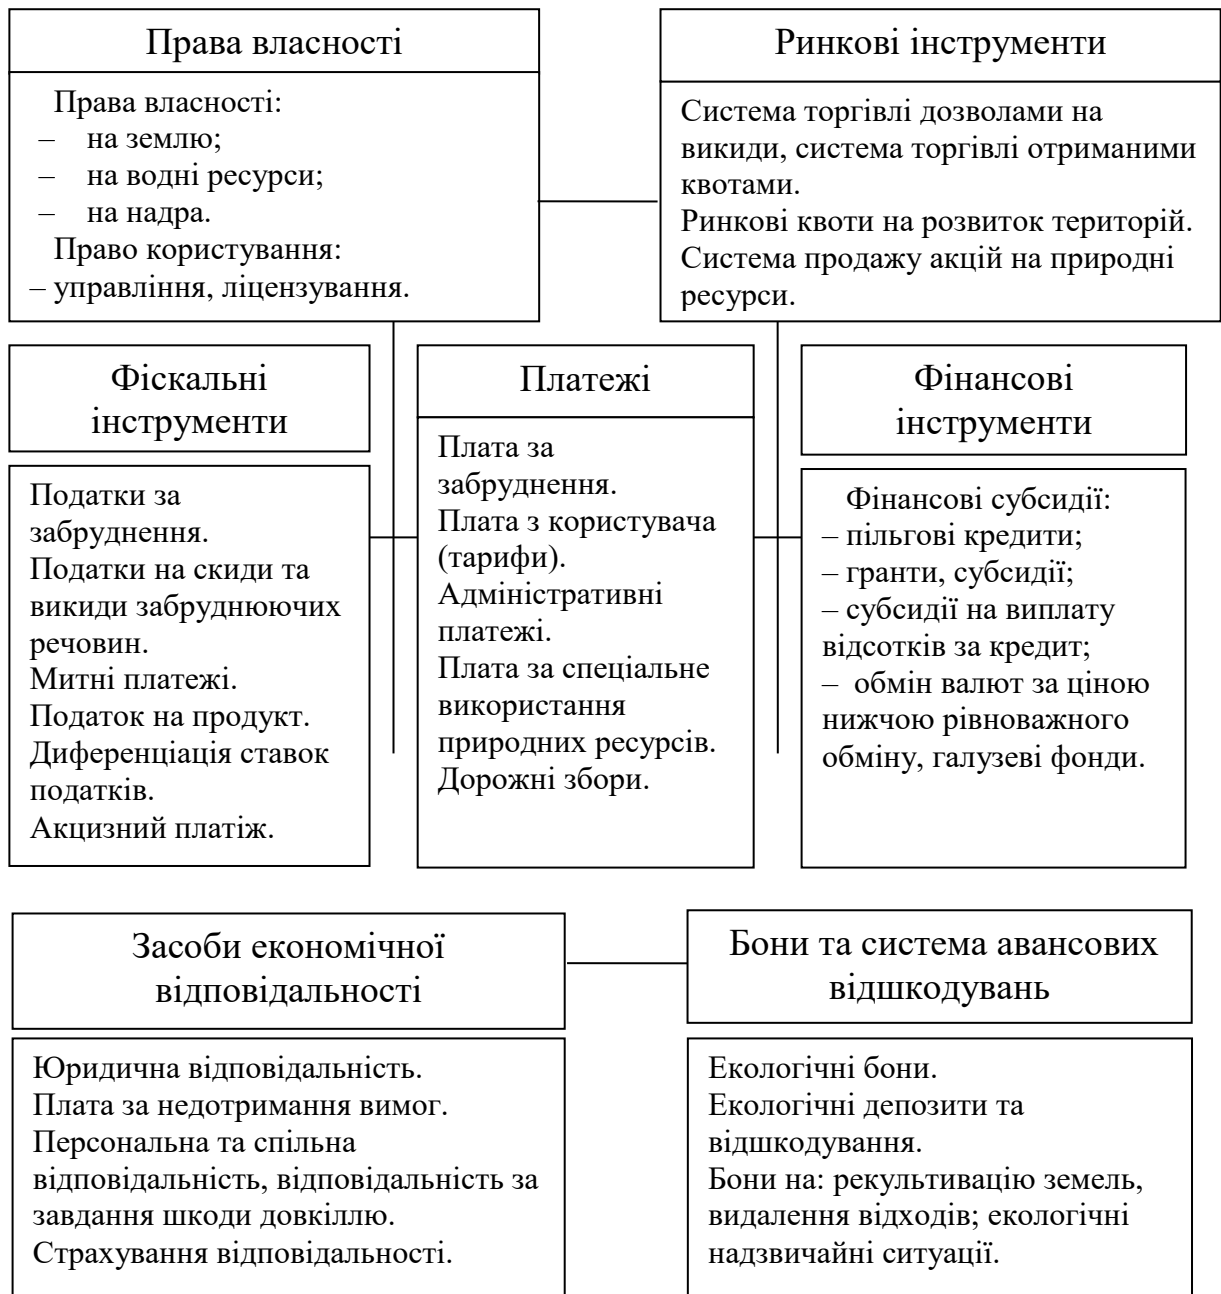 Права власності
Права власності:
– на землю;
– на водні ресурси;
– на надра.
Право користування:
– управління, ліцензування.
Ринкові інструменти
Система торгівлі дозволами на
викиди, система торгівлі отриманими
квотами.
Ринкові квоти на розвиток територій.
Система продажу акцій на природні
ресурси.
Фіскальні
інструменти
Податки за
забруднення.
Податки на скиди та
викиди забруднюючих
речовин.
Митні платежі.
Податок на продукт.
Диференціація ставок
податків.
Акцизний платіж.
Платежі
Плата за
забруднення.
Плата з користувача
(тарифи).
Адміністративні
платежі.
Плата за спеціальне
використання
природних ресурсів.
Дорожні збори.
Фінансові
інструменти
Фінансові субсидії:
– пільгові кредити;
– гранти, субсидії;
– субсидії на виплату
відсотків за кредит;
– обмін валют за ціною
нижчою рівноважного
обміну, галузеві фонди.
Засоби економічної
відповідальності
Юридична відповідальність.
Плата за недотримання вимог.
Персональна та спільна
відповідальність, відповідальність за
завдання шкоди довкіллю.
Страхування відповідальності.
Бони та система авансових
відшкодувань
Екологічні бони.
Екологічні депозити та
відшкодування.
Бони на: рекультивацію земель,
видалення відходів; екологічні
надзвичайні ситуації.